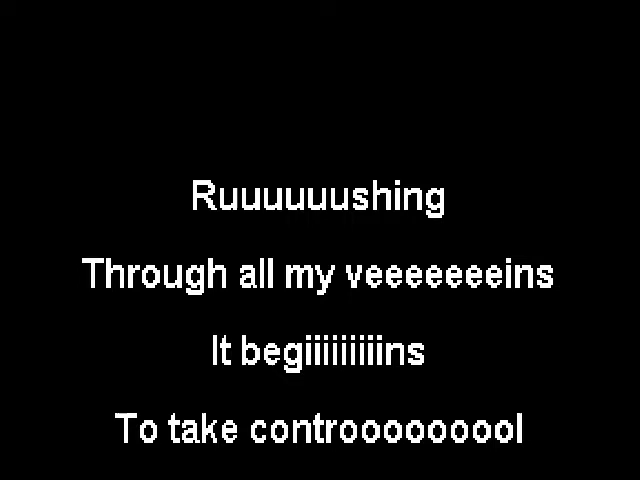 Ruuuuuushing
Through all my veeeeeeeins
It begiiiiiiiiins
To take controoooooool